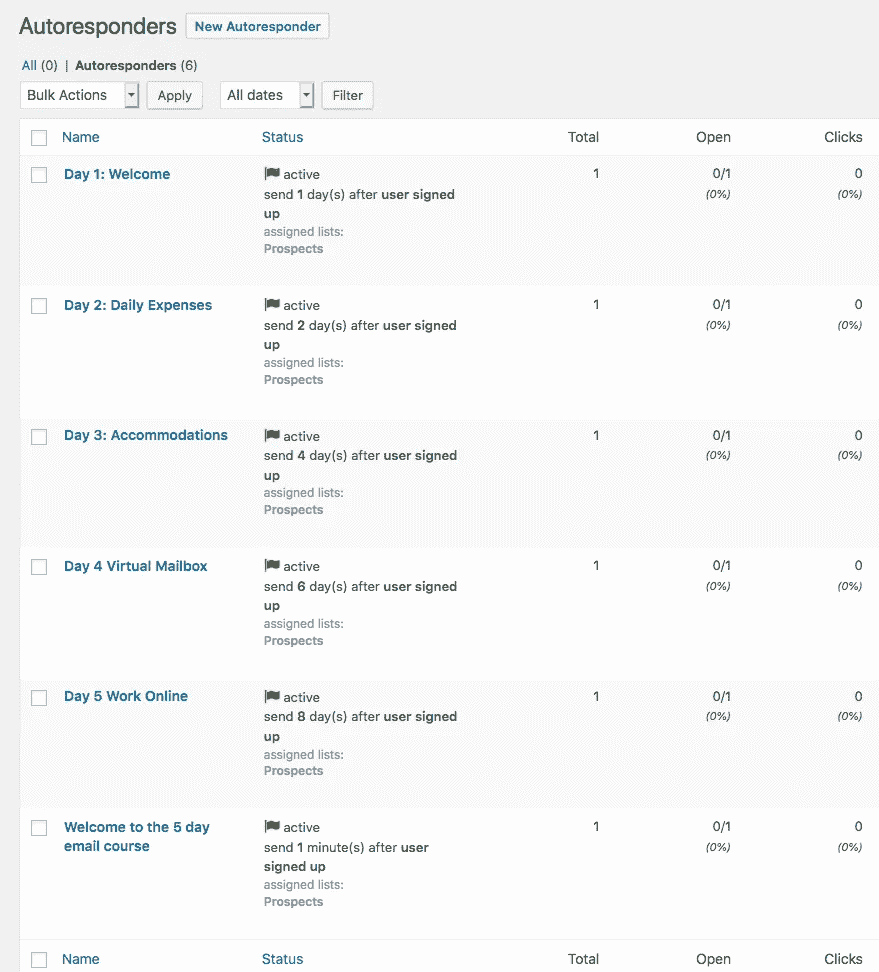 Autoresponders New Autoresponder
All (0) | Autoresponders (6)
Bulk Actions Apply All dates Filter
Name Status Total Open Clicks
Day 1: Welcome active 1 0/1 0
send 1 day(s) after user signed (0%) (0%)
up
assigned lists:
Prospects
Day 2: Daily Expenses active 1 0/1 0
send 2 day(s) after user signed (0%) (0%)
up
assigned lists:
Prospects
Day 3: Accommodations active 1 0/1 0
send 4 day(s) after user signed (0%) (0%)
up
assigned lists:
Prospects
Day 4 Virtual Mailbox active 1 0/1 0
send 6 day(s) after user signed (0%) (0%)
up
assigned lists:
Prospects
Day 5 Work Online active 1 0/1 0
send 8 day(s) after user signed (0%) (0%)
up
assigned lists:
Prospects
Welcome to the 5 day active 1 0/1 0
email course send 1 minute(s) after user (0%) (0%)
signed up
assigned lists:
Prospects
Name Status Total Open Clicks